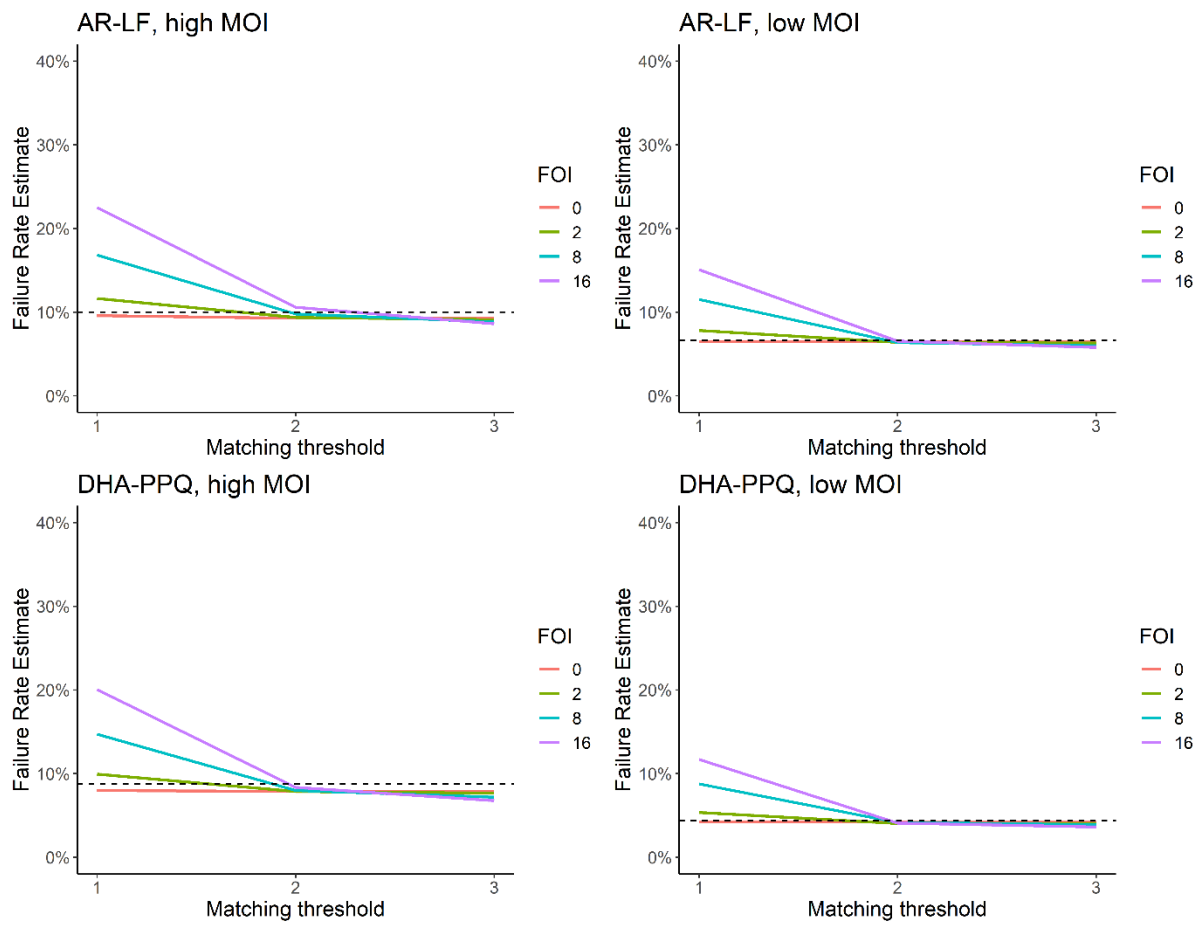 AR-LF, high MOI
40%
30%
20%
10%
0%
Failure Rate Estimate
1 2 3
Matching threshold
FOI
0
2
8
16
AR-LF, low MOI
40%
30%
20%
10%
0%
Failure Rate Estimate
1 2 3
Matching threshold
FOI
0
2
8
16
DHA-PPQ, high MOI
40%
30%
20%
10%
0%
Failure Rate Estimate
1 2 3
Matching threshold
FOI
0
2
8
16
DHA-PPQ, low MOI
40%
30%
20%
10%
0%
Failure Rate Estimate
1 2 3
Matching threshold
FOI
0
2
8
16